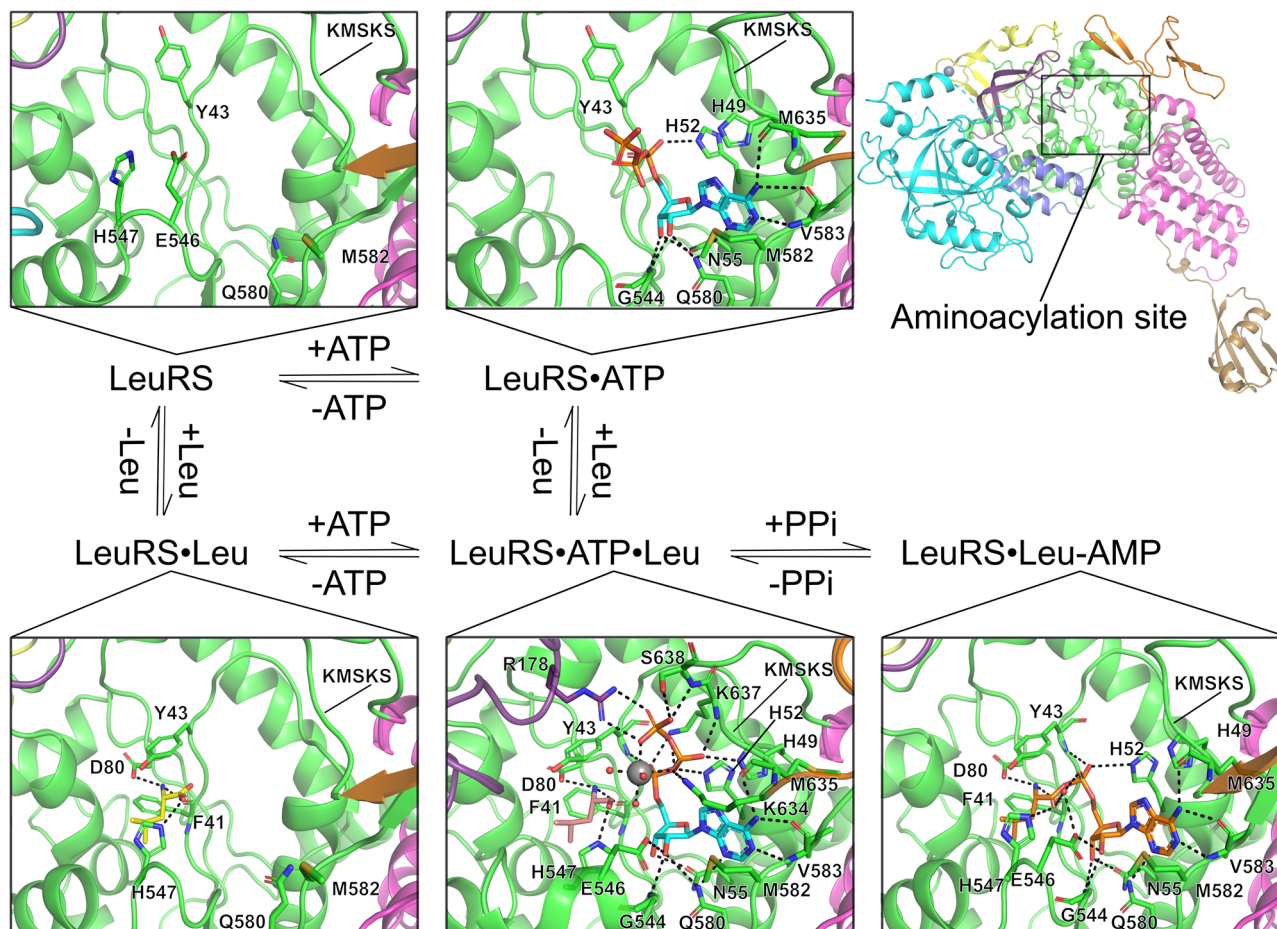 KMSKS
Y43
H547
E546
Q580
M582
KMSKS
Y43
H49
H52
M635
V583
M582
N55
Q580
G544
Aminoacylation site
LeuRS
+ATP
-ATP
LeuRS•ATP
-Leu
+Leu
-Leu
+Leu
LeuRS•Leu
+ATP
-ATP
LeuRS•ATP•Leu
+PPi
-PPi
LeuRS•Leu-AMP
KMSKS
Y43
D80
F41
H547
Q580
M582
R178
S638
KMSKS
K637
Y43
H52
H49
D80
F41
M635
K634
H547
E546
V583
M582
N55
G544
Q580
KMSKS
Y43
H52
H49
D80
F41
M635
H547
E546
V583
M582
N55
G544
Q580